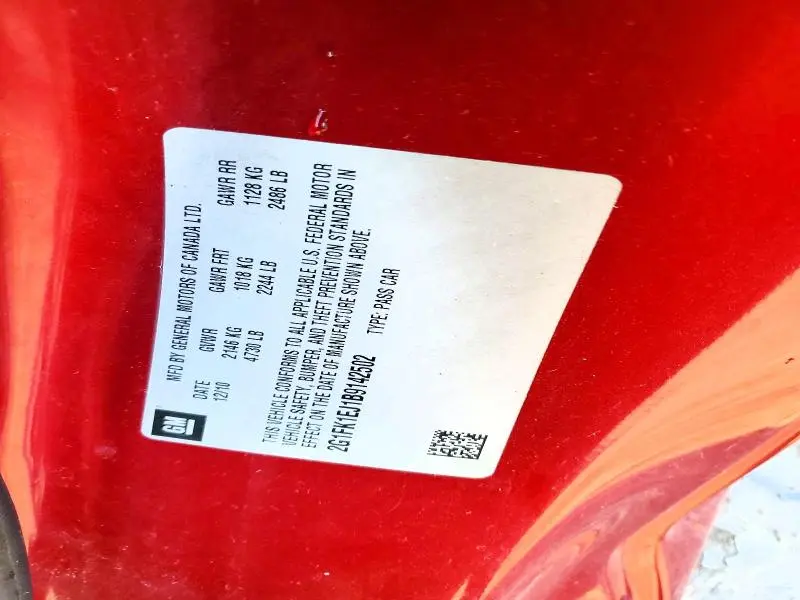 GM
MFD BY GENERAL MOTORS OF CANADA LTD.
DATE GVWR GAWR FRT GAWR RR
12/10 2146 KG 1018 KG 1128 KG
4730 LB 2244 LB 2486 LB
THIS VEHICLE CONFORMS TO ALL APPLICABLE U.S. FEDERAL MOTOR
VEHICLE SAFETY, BUMPER, AND THEFT PREVENTION STANDARDS IN
EFFECT ON THE DATE OF MANUFACTURE SHOWN ABOVE.
2G1FK1EJ1B9142502 TYPE: PASS CAR